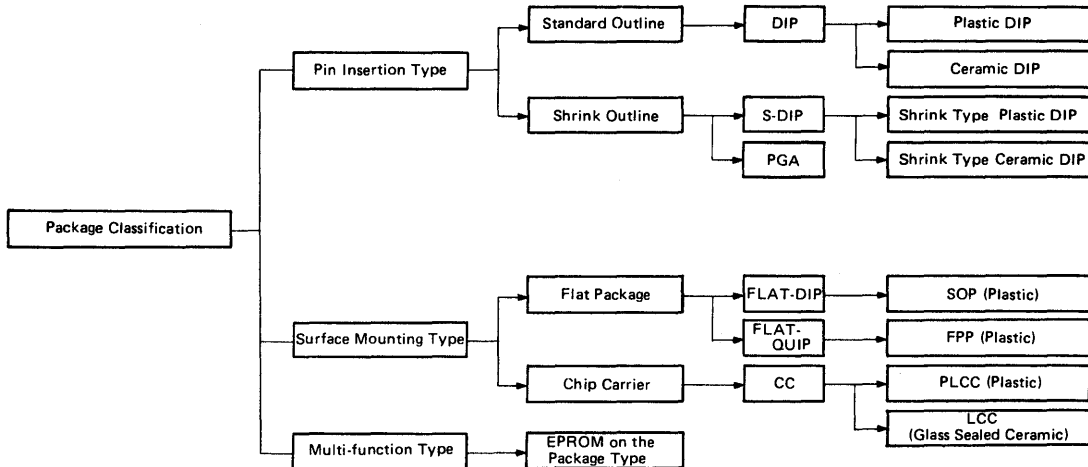 Standard Outline
DIP
Plastic DIP
Pin Insertion Type
Ceramic DIP
Shrink Outline
S-DIP
Shrink Type Plastic DIP
PGA
Shrink Type Ceramic DIP
Package Classification
Flat Package
FLAT-DIP
SOP (Plastic)
Surface Mounting Type
FLAT-
QUIP
FPP (Plastic)
Chip Carrier
CC
PLCC (Plastic)
LCC
(Glass Sealed Ceramic)
Multi-function Type
EPROM on the
Package Type